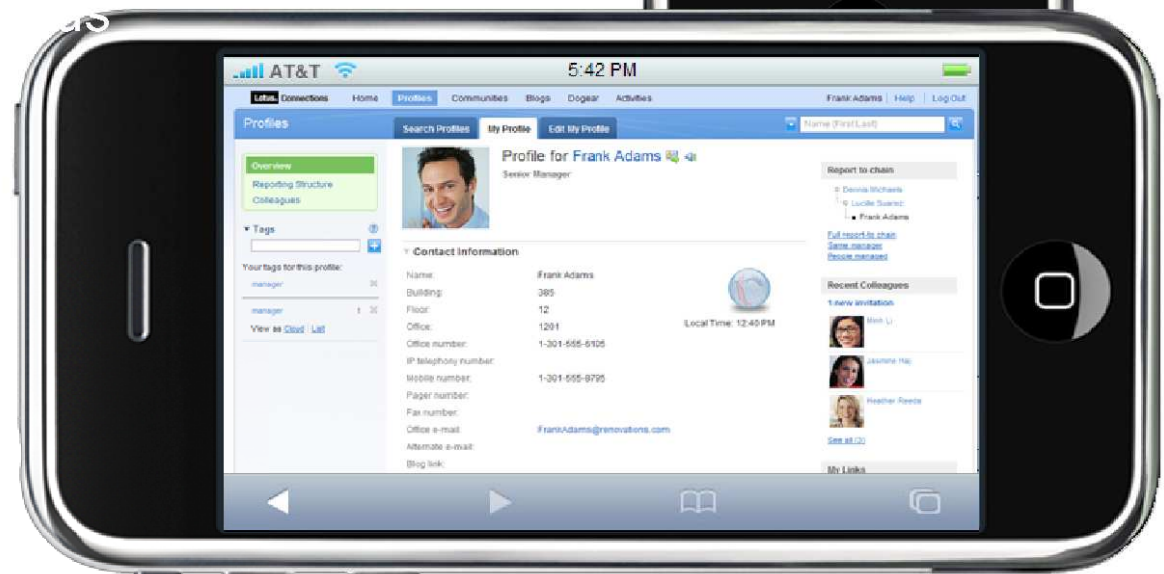 AT&T 5:42 PM
Lotus. Connections Home Profiles Communities Blogs Dogear Activities Frank Adams Help Log Out
Profiles
Search Profiles My Profile Edit My Profile
Name (First Last)
Overview
Reporting Structure
Colleagues
Tags
Your tags for this profile:
manager
manager 1
View as Cloud List
Profile for Frank Adams
Senior Manager
Contact Information
Name: Frank Adams
Building: 385
Floor: 12
Office: 1201
Office number: 1-301-555-6105
IP telephony number:
Mobile number: 1-301-555-8795
Pager number:
Fax number:
Office e-mail: FrankAdams@renovations.com
Alternate e-mail:
Blog link:
Local Time: 12:40 PM
Report to chain
Dennis Michaels
Lucille Suarez
Frank Adams
Full report-to chain
Same manager
People managed
Recent Colleagues
1 new invitation
Minh Li
Jasmine Haj
Heather Reeds
See all (3)
My Links